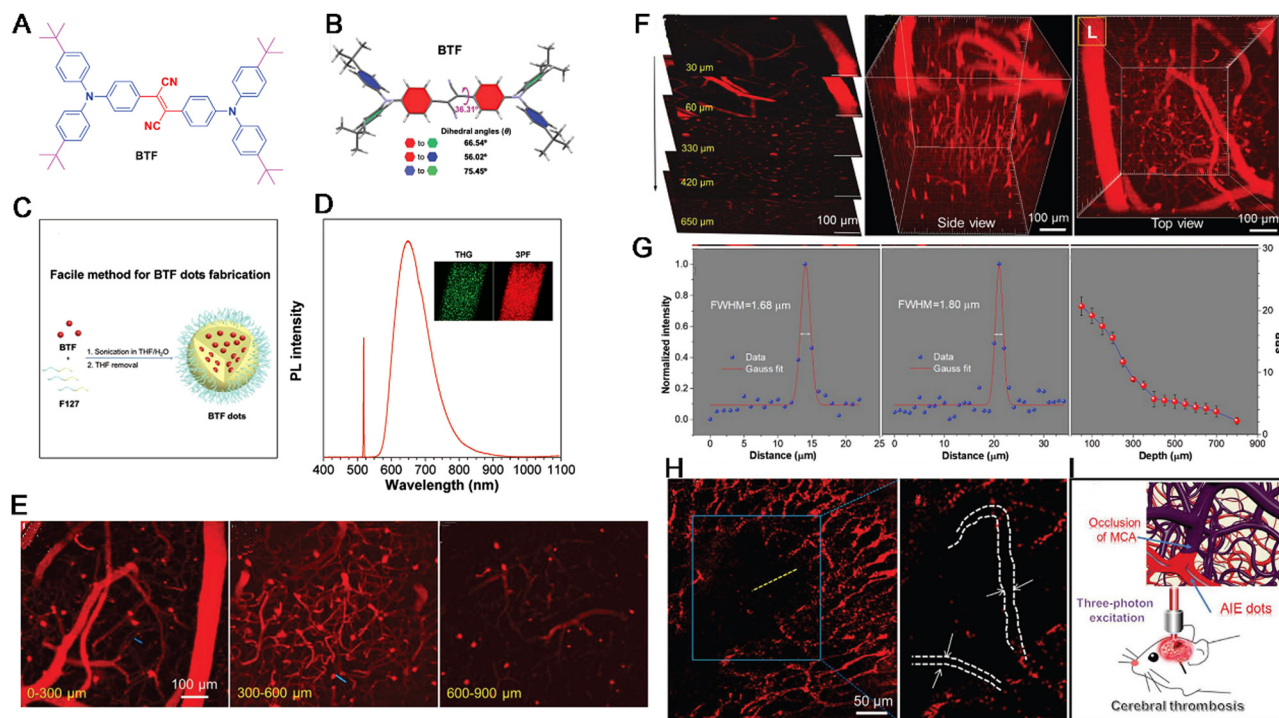 A
CN
N
NC
N
BTF
B
BTF
36.31°
Dihedral angles (θ)
to 66.54°
to 56.02°
to 75.45°
C
Facile method for BTF dots fabrication
BTF
+
F127
1. Sonication in THF/H2O
2. THF removal
BTF dots
D
THG
3PF
PL intensity
400 500 600 700 800 900 1000 1100
Wavelength (nm)
E
0-300 μm
100 μm
300-600 μm
600-900 μm
F
30 μm
60 μm
330 μm
420 μm
650 μm
100 μm
Side view
100 μm
L
Top view
100 μm
G
Normalized intensity
1.0
0.8
0.6
0.4
0.2
0.0
FWHM=1.68 μm
Data
Gauss fit
0 5 10 15 20 25
Distance (μm)
FWHM=1.80 μm
Data
Gauss fit
0 10 20 30
Distance (μm)
30
20
10
0
SBR
100 300 500 700 900
Depth (μm)
H
50 μm
I
Occlusion
of MCA
Three-photon
excitation
AIE dots
Cerebral thrombosis